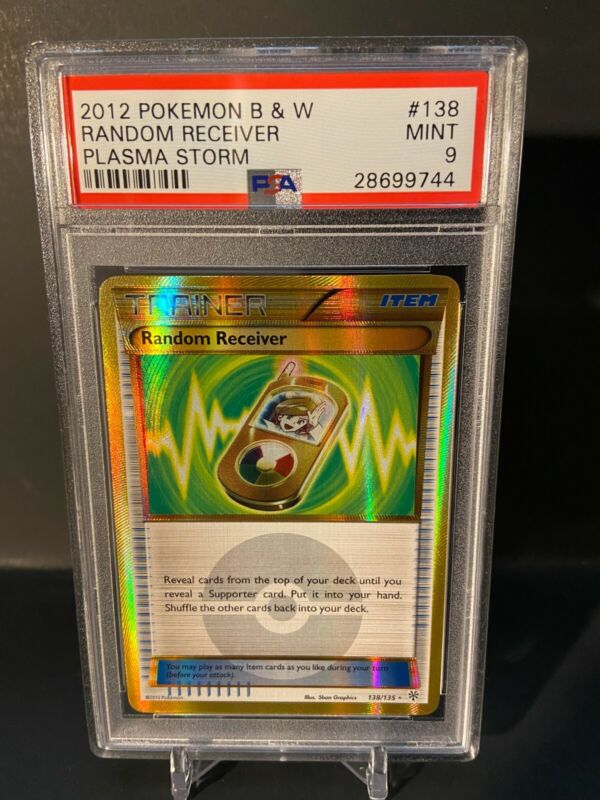 2012 POKEMON B & W #138
RANDOM RECEIVER MINT
PLASMA STORM 9
PSA 28699744
TRAINER ITEM
Random Receiver
Reveal cards from the top of your deck until you
reveal a Supporter card. Put it into your hand.
Shuffle the other cards back into your deck.
You may play as many Item cards as you like during your turn
(before your attack).
©2012 Pokémon Illus. 5ban Graphics 138/135